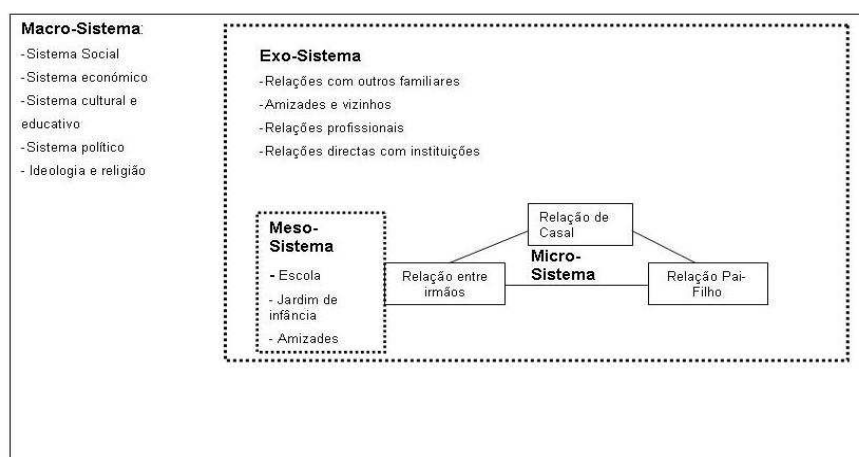 Macro-Sistema:
-Sistema Social
-Sistema económico
-Sistema cultural e
educativo
-Sistema político
- Ideologia e religião
Exo-Sistema
-Relações com outros familiares
-Amizades e vizinhos
-Relações profissionais
-Relações directas com instituições
Meso-
Sistema
- Escola
- Jardim de
infância
- Amizades
Relação de
Casal
Micro-
Sistema
Relação entre
irmãos
Relação Pai-
Filho